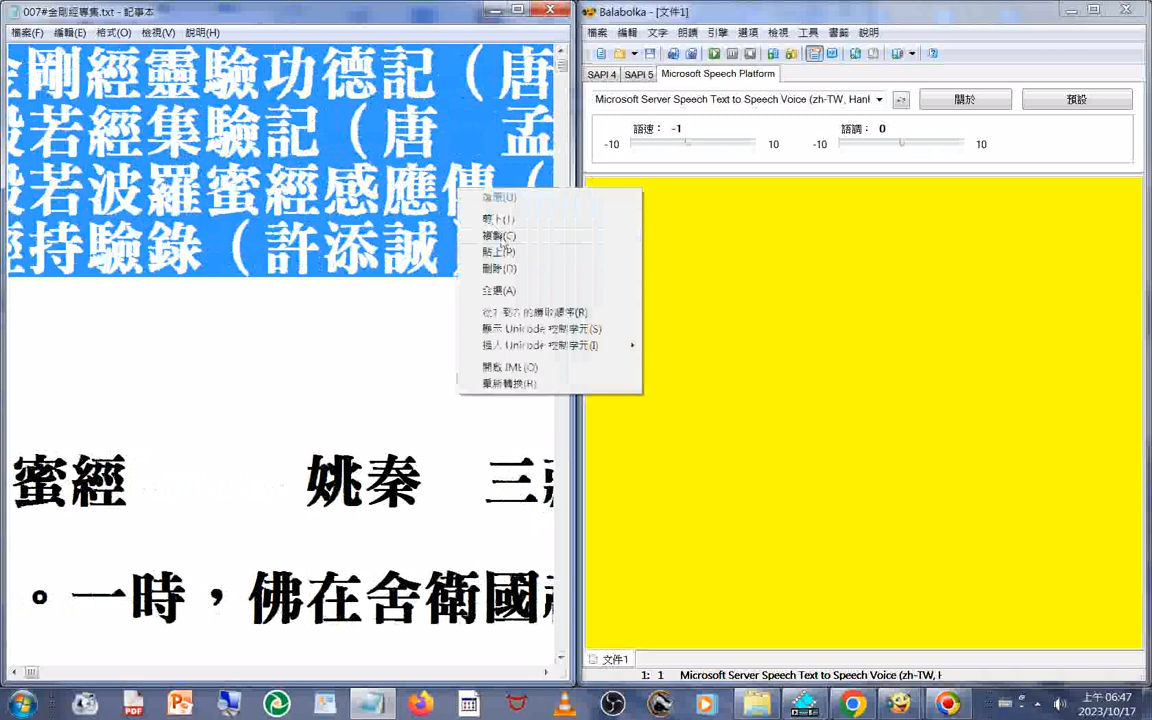 007#金剛經專集.txt - 記事本
檔案(F) 編輯(E) 格式(O) 檢視(V) 說明(H)
金剛經靈驗功德記（唐
般若經集驗記（唐 孟
般若波羅蜜經感應傳（
經持驗錄（許添誠
蜜經 姚秦 三
。一時，佛在舍衛國
復原(U)
剪下(T)
複製(C)
貼上(P)
刪除(D)
全選(A)
從右到左的讀取順序(R)
顯示 Unicode 控制字元(S)
插入 Unicode 控制字元(I)
開啟 IME(O)
重新轉換(R)
Balabolka - [文件1]
檔案 編輯 文字 朗讀 引擎 選項 檢視 工具 書籤 說明
SAPI 4 SAPI 5 Microsoft Speech Platform
Microsoft Server Speech Text to Speech Voice (zh-TW, Han
關於 預設
語速： -1 語調： 0
-10 10 -10 10
文件1
1: 1 Microsoft Server Speech Text to Speech Voice (zh-TW, H
上午 06:47
2023/10/17